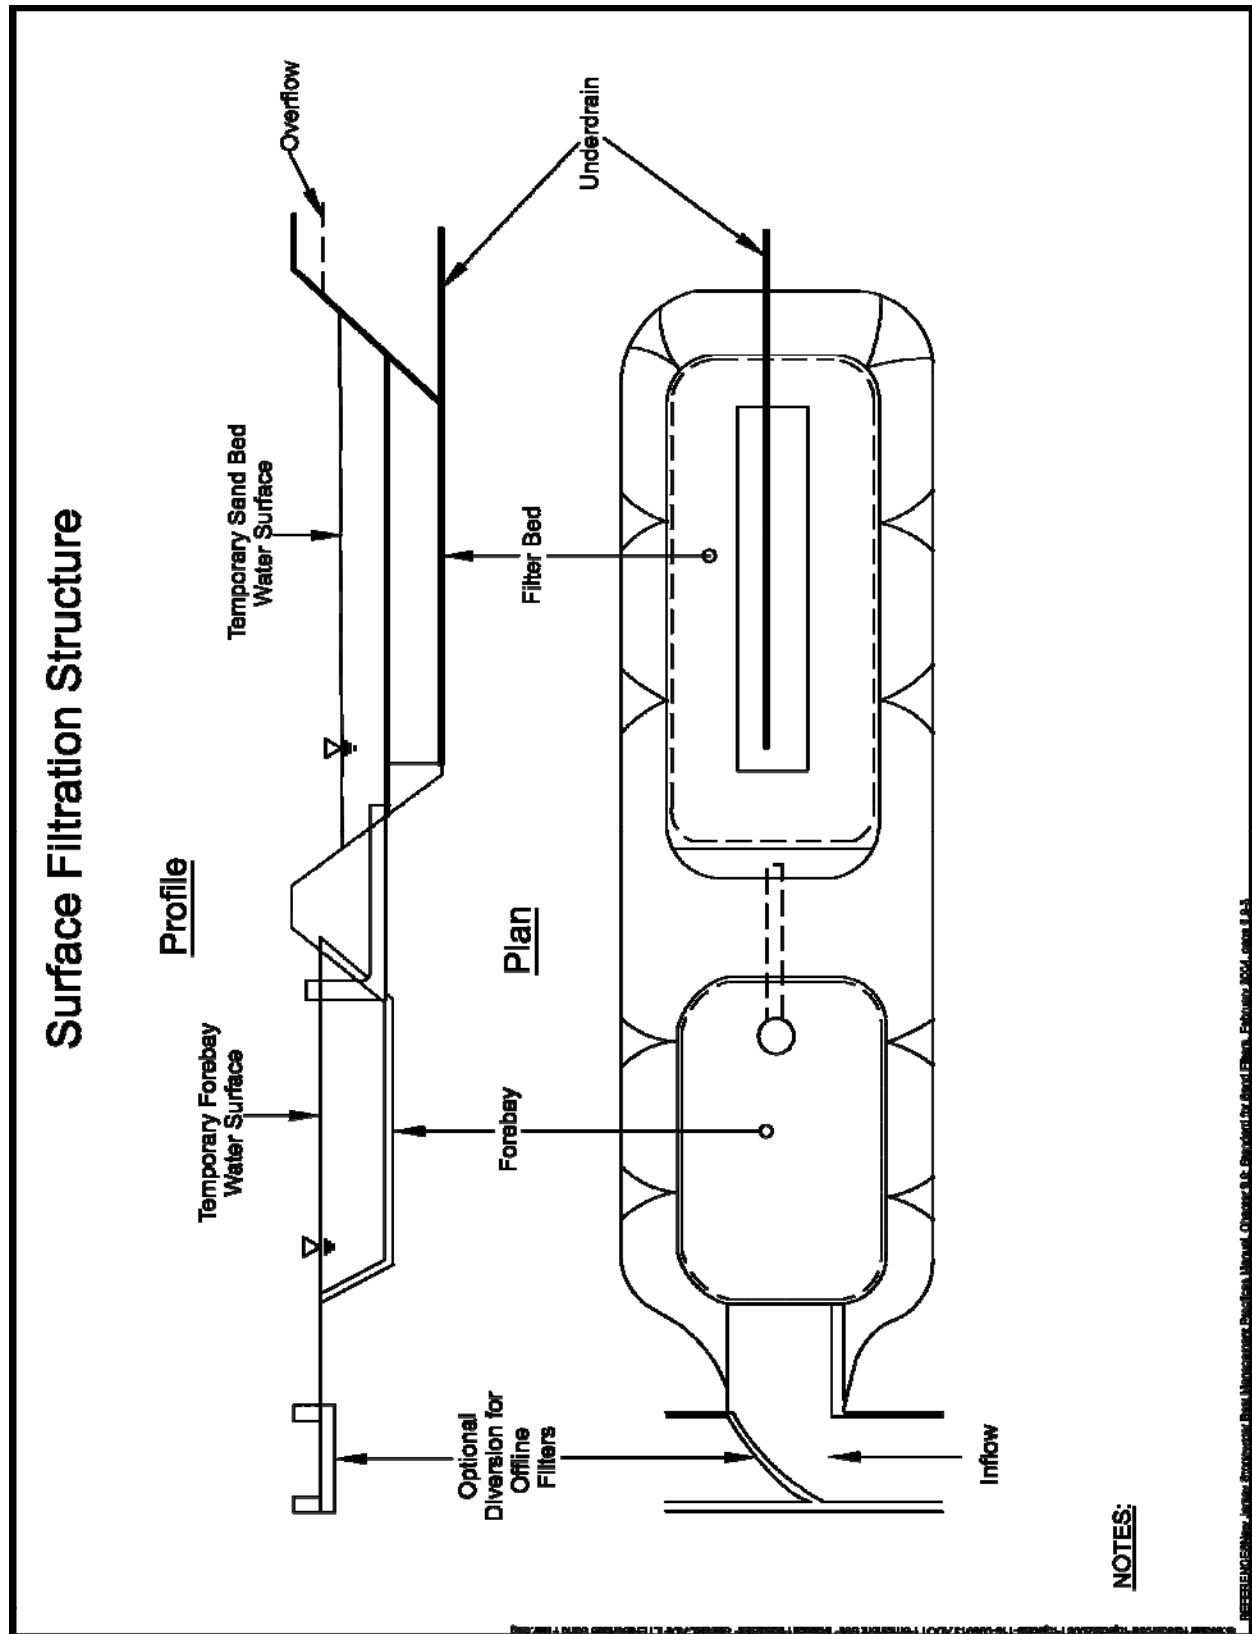 Surface Filtration Structure
Profile
Temporary Forebay
Water Surface
Temporary Sand Bed
Water Surface
Overflow
Optional
Diversion for
Offline
Filters
Forebay
Plan
Filter Bed
Underdrain
Inflow
NOTES: